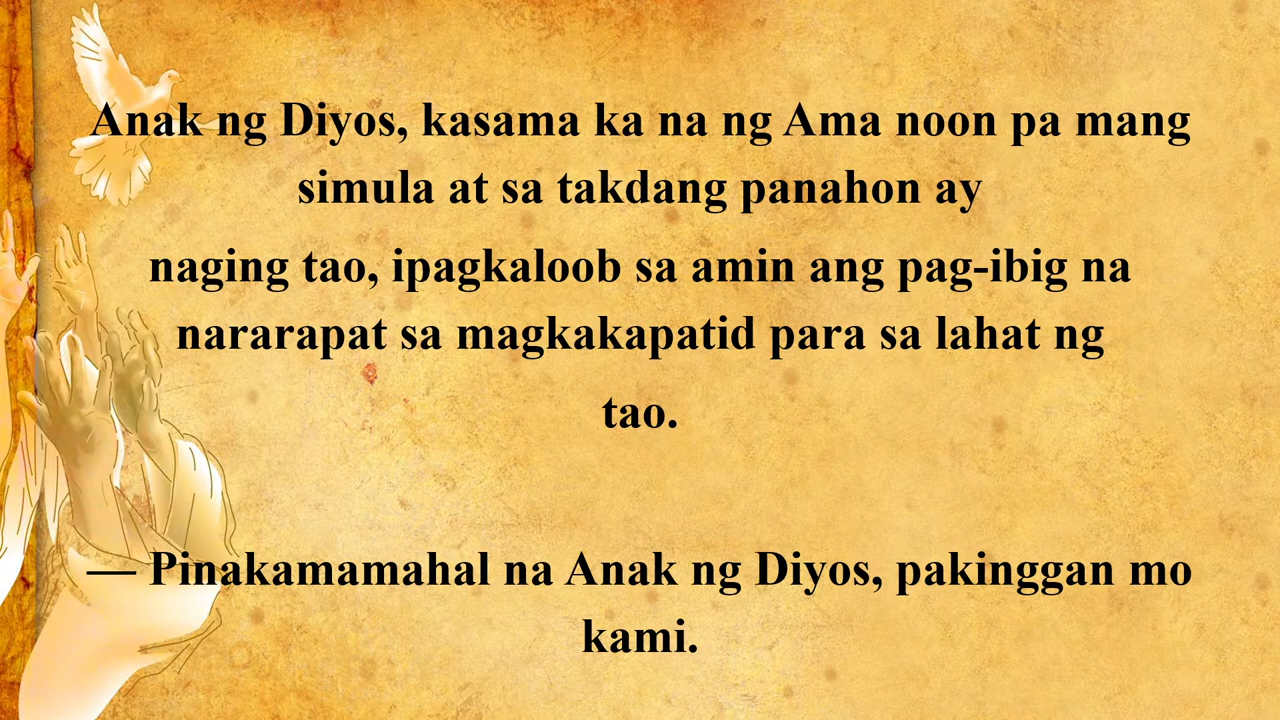 Anak ng Diyos, kasama ka na ng Ama noon pa mang
simula at sa takdang panahon ay
naging tao, ipagkaloob sa amin ang pag-ibig na
nararapat sa magkakapatid para sa lahat ng
tao.
— Pinakamamahal na Anak ng Diyos, pakinggan mo
kami.